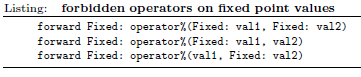 Listing: forbidden operators on fixed point values
forward Fixed: operator%(Fixed: val1, Fixed: val2)
forward Fixed: operator%(Fixed: val1, val2)
forward Fixed: operator%(val1, Fixed: val2)